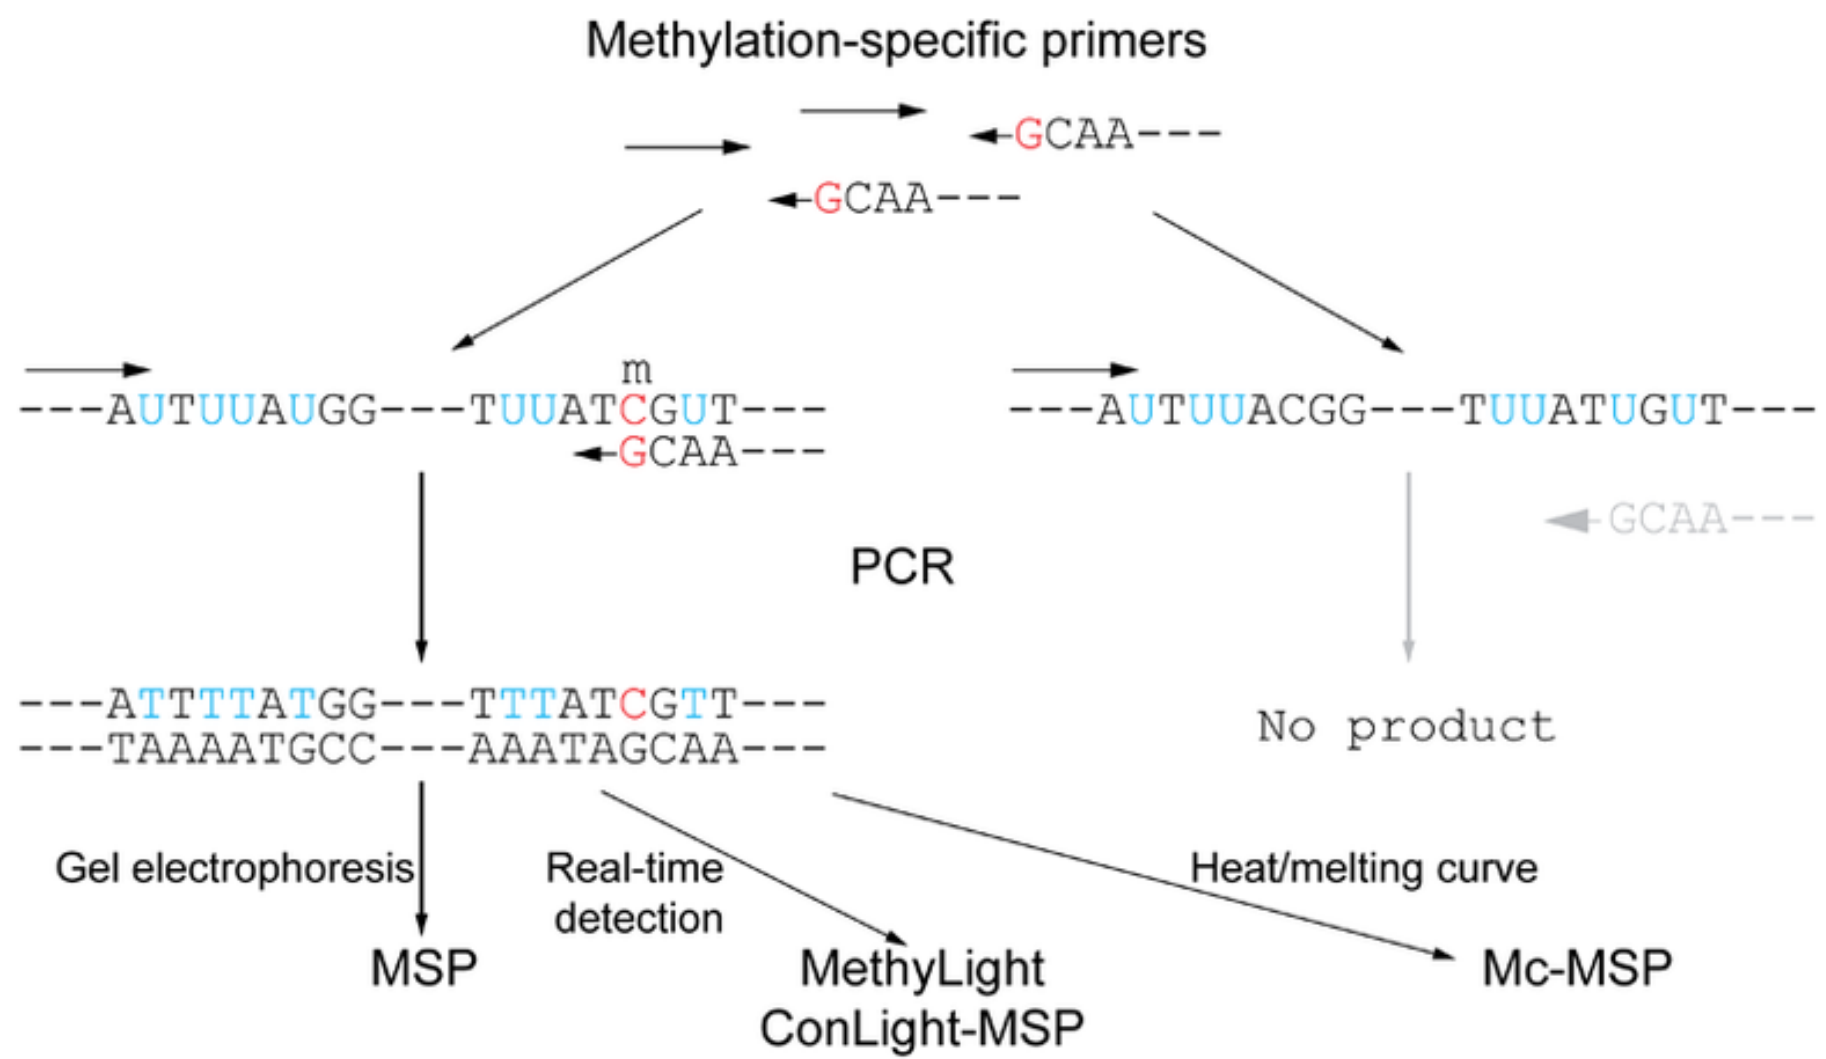 Methylation-specific primers
GCAA---
GCAA---
m
---AUTUUAUGG---TUUATCGUT---
GCAA---
---AUTUUACGG---TUUATUGUT---
GCAA---
PCR
---ATTTTATGG---TTTATCGTT---
---TAAAATGCC---AAATAGCAA---
No product
Gel electrophoresis
Real-time
detection
Heat/melting curve
MSP
MethyLight
ConLight-MSP
Mc-MSP